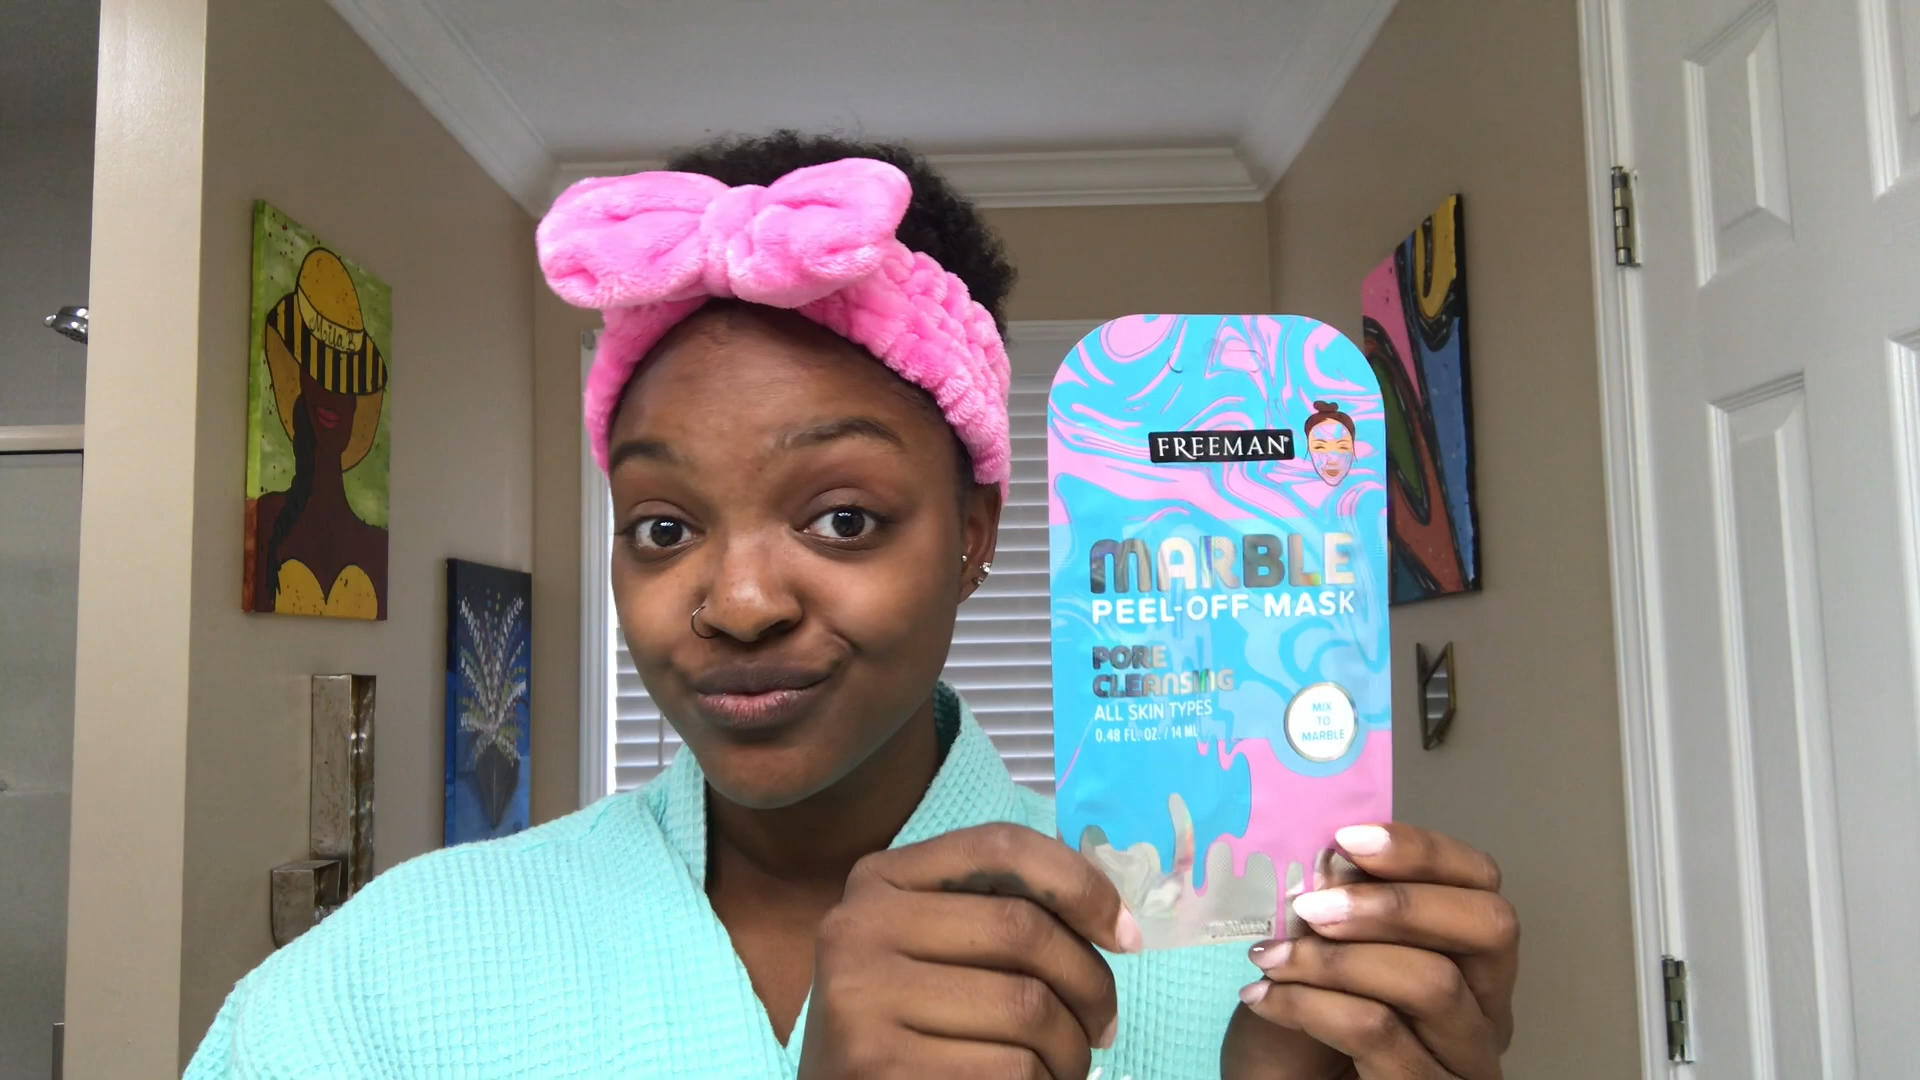 Mila B
FREEMAN®
MARBLE
PEEL-OFF MASK
PORE
CLEANSING
ALL SKIN TYPES
0.48 FL. OZ. / 14 ML
MIX
TO
MARBLE